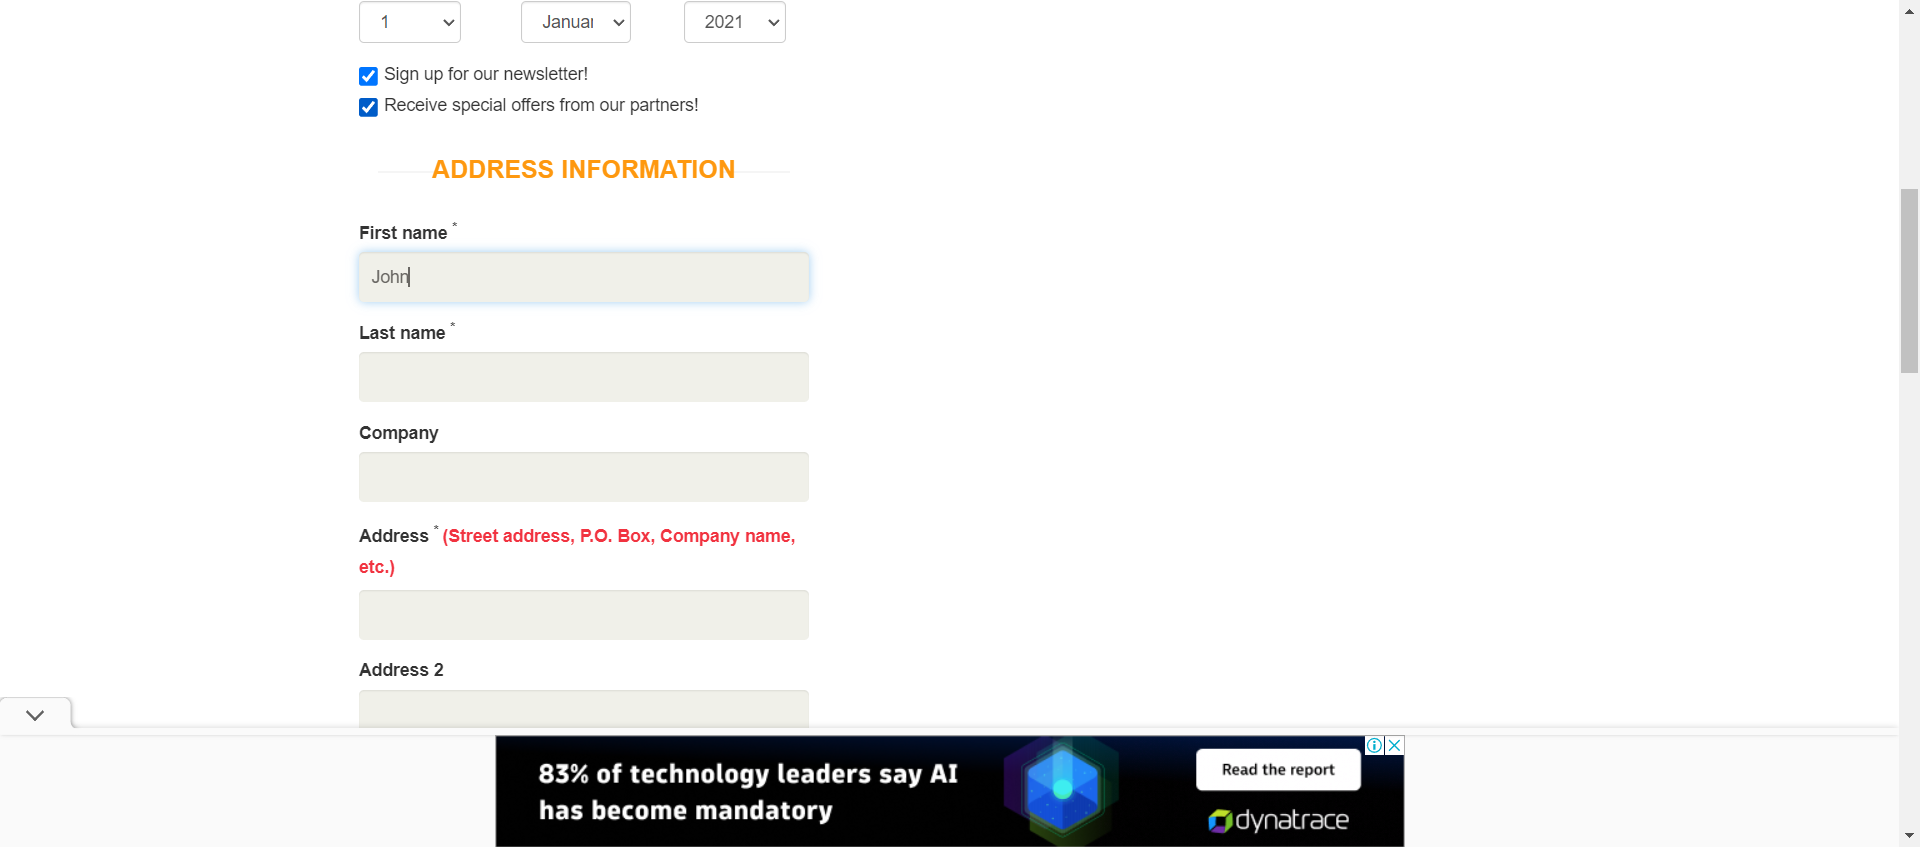 1 Januar 2021
Sign up for our newsletter!
Receive special offers from our partners!
ADDRESS INFORMATION
First name *
John
Last name *
Company
Address * (Street address, P.O. Box, Company name,
etc.)
Address 2
83% of technology leaders say AI
has become mandatory
Read the report
dynatrace